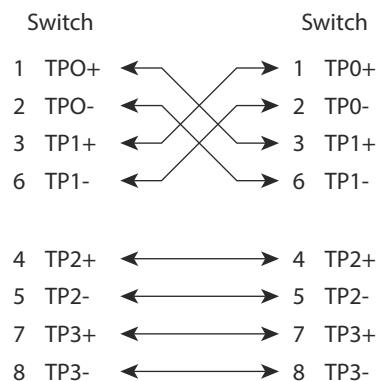 Switch Switch
1 TPO+ 1 TP0+
2 TPO- 2 TP0-
3 TP1+ 3 TP1+
6 TP1- 6 TP1-
4 TP2+ 4 TP2+
5 TP2- 5 TP2-
7 TP3+ 7 TP3+
8 TP3- 8 TP3-